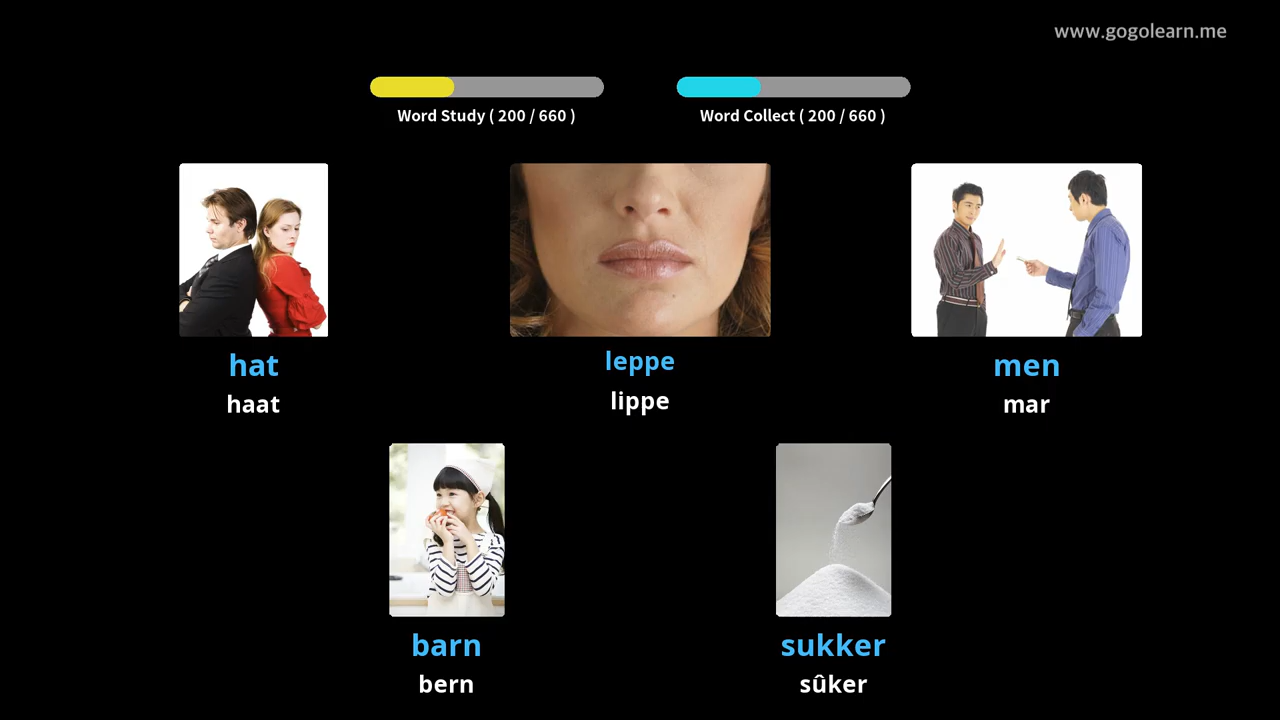 www.gogolearn.me
Word Study ( 200 / 660 )
Word Collect ( 200 / 660 )
hat
haat
leppe
lippe
men
mar
barn
bern
sukker
sûker